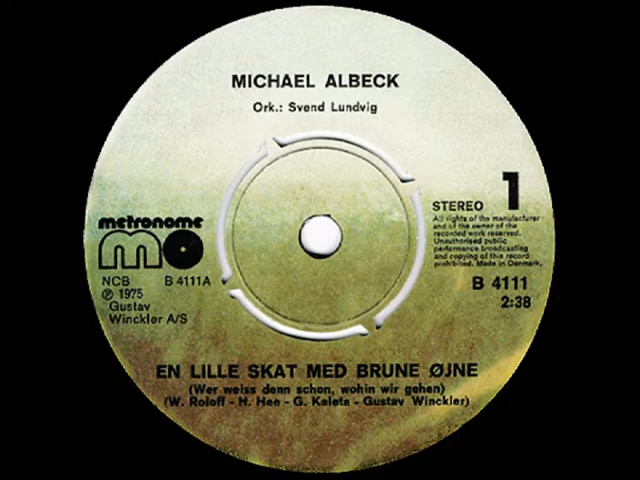 MICHAEL ALBECK
Ork.: Svend Lundvig
1
STEREO
All rights of the manufacturer
and of the owner of the
recorded work reserved.
Unauthorised public
performance broadcasting
and copying of this record
prohibited. Made in Denmark.
metronome
mo
NCB B 4111A
℗ 1975
Gustav
Winckler A/S
B 4111
2:38
EN LILLE SKAT MED BRUNE ØJNE
(Wer weiss denn schon, wohin wir gehen)
(W. Roloff - H. Hee - G. Kaleta - Gustav Winckler)